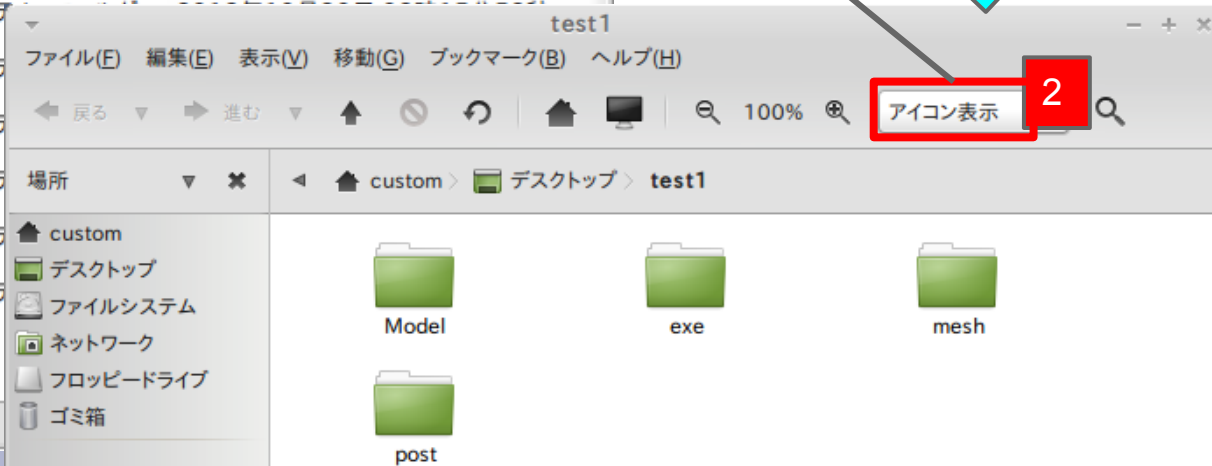 test1
ファイル(F) 編集(E) 表示(V) 移動(G) ブックマーク(B) ヘルプ(H)
戻る 進む 100% アイコン表示 2
場所 custom デスクトップ test1
custom
デスクトップ
ファイルシステム
ネットワーク
フロッピードライブ
ゴミ箱
Model exe mesh
post